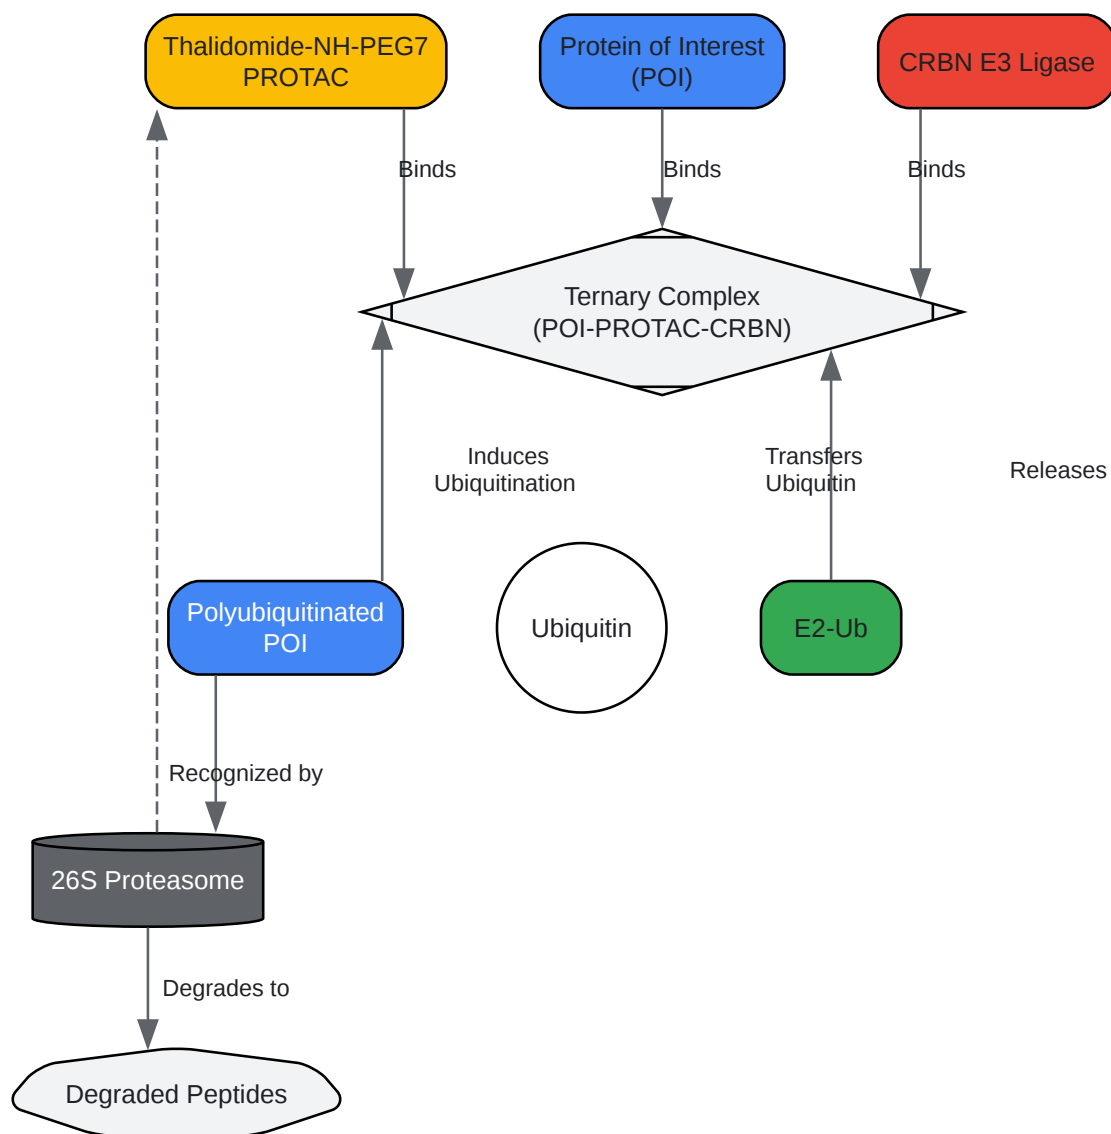 Thalidomide-NH-PEG7
PROTAC
Protein of Interest
(POI)
CRBN E3 Ligase
Binds
Binds
Binds
Ternary Complex
(POI-PROTAC-CRBN)
Induces
Ubiquitination
Transfers
Ubiquitin
Releases
Polyubiquitinated
POI
Ubiquitin
E2-Ub
Recognized by
26S Proteasome
Degrades to
Degraded Peptides